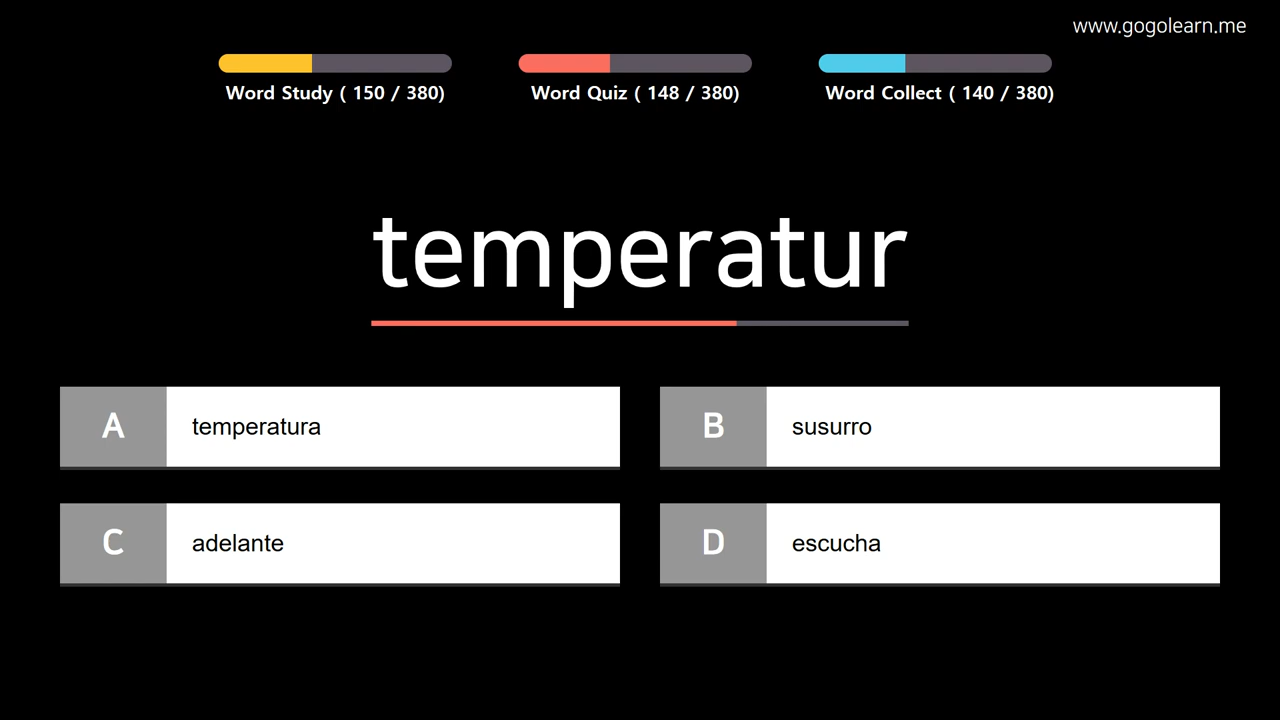 www.gogolearn.me
Word Study ( 150 / 380)
Word Quiz ( 148 / 380)
Word Collect ( 140 / 380)
temperatur
A temperatura
B susurro
C adelante
D escucha